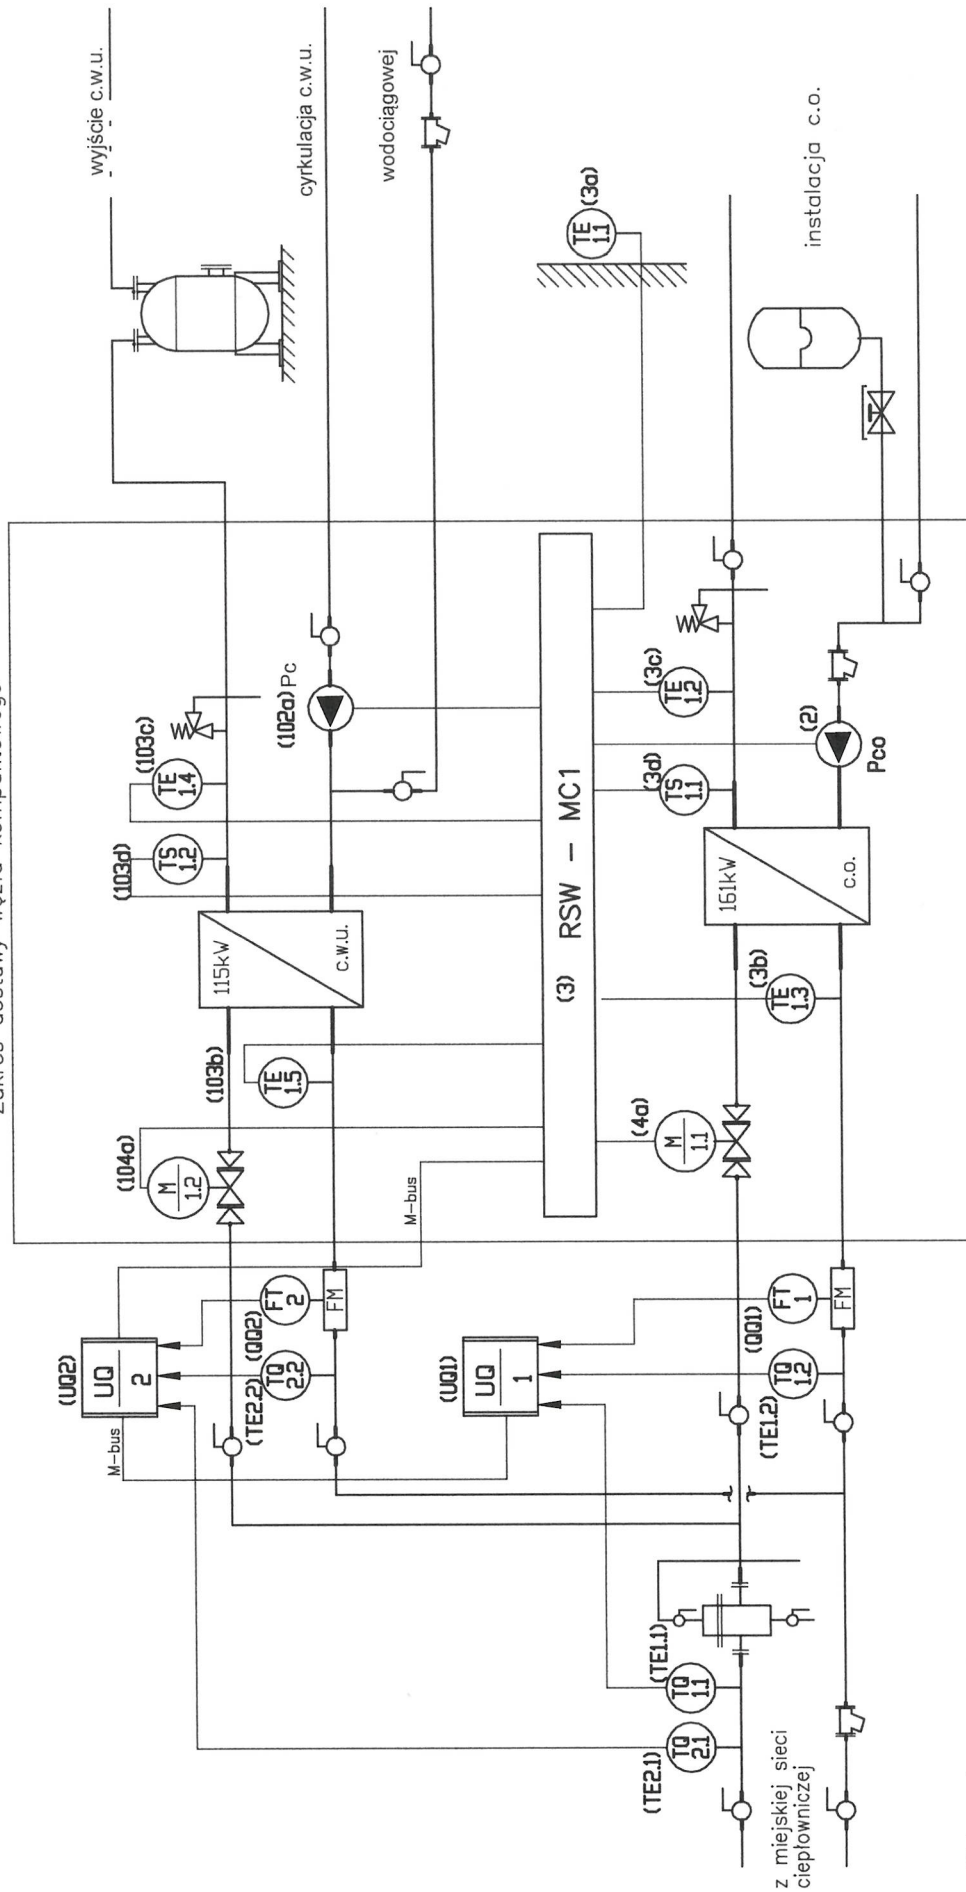 wyjście c.w.u.
cyrkulacja c.w.u.
wodociągowej
(103c)
TE
1.4
(103d)
TS
1.2
(102a) Pc
115kW
c.w.u.
(103b)
TE
1.5
(104a)
M
1.2
M-bus
(UQ2)
UQ
2
(QQ2)
FT
2
FM
(TE2.2)
TQ
2.2
M-bus
(UQ1)
UQ
1
(3) RSW – MC1
TE
1.1
(3a)
(3c)
TE
1.2
(3d)
TS
1.1
(2)
Pco
161kW
c.o.
(3b)
TE
1.3
(4a)
M
1.1
(QQ1)
FT
1
FM
(TE1.2)
TQ
1.2
(TE1.1)
TQ
1.1
(TE2.1)
TQ
2.1
instalacja c.o.
z miejskiej sieci
ciepłowniczej